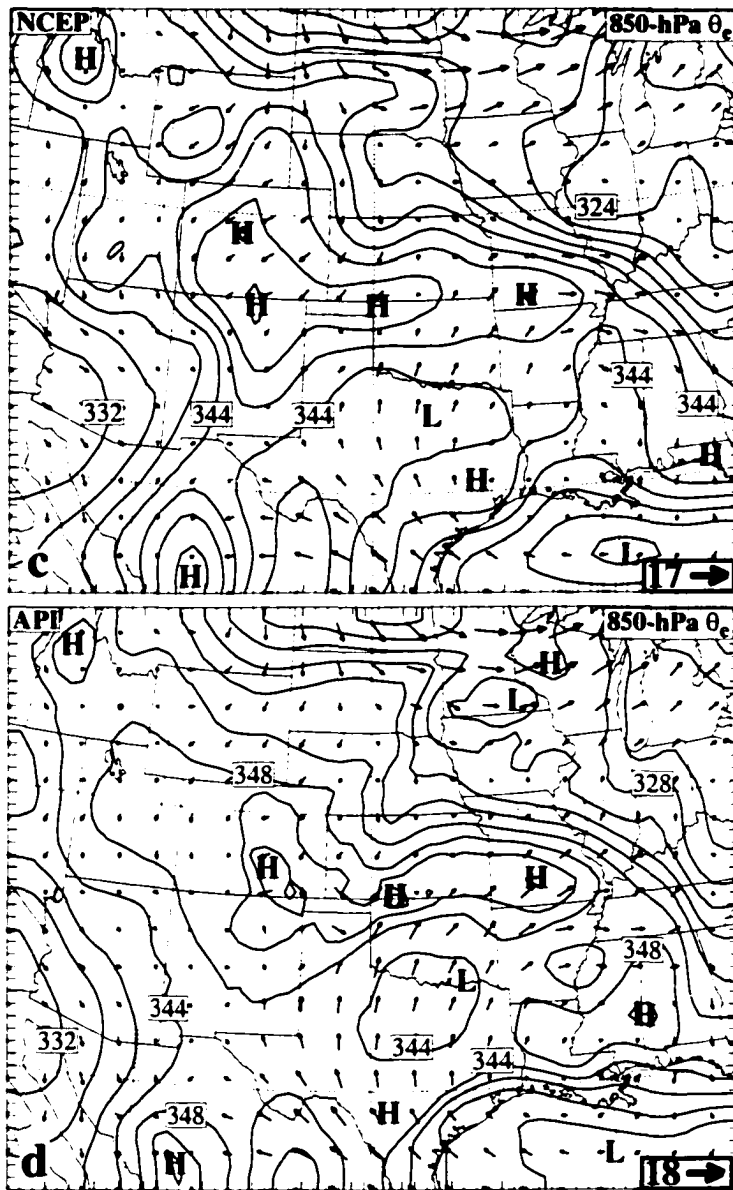 NCEP 850-hPa θe
H
324
H
H H H
332 344 344 L 344 344
H H
c H L 17
API 850-hPa θe
H H
L
348 328
H H H
348
L
344 H
332 344 344
348 H
d H L 18